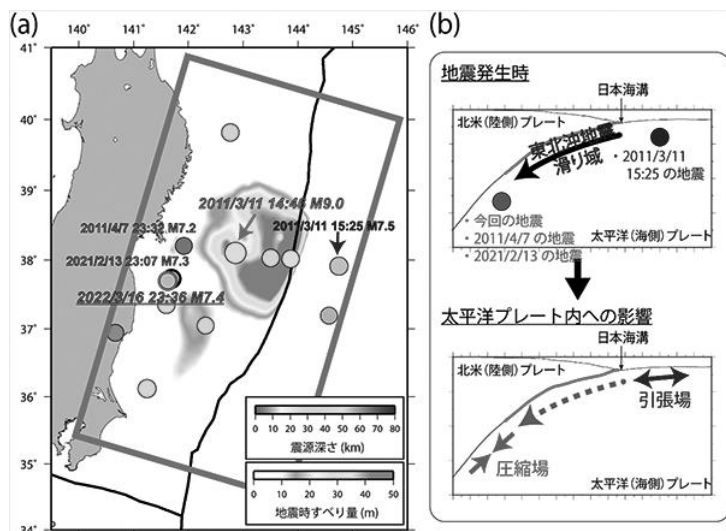 (a)
140° 141° 142° 143° 144° 145° 146°
41°
40°
39°
38°
37°
36°
35°
34°
2011/3/11 14:46 M9.0
2011/4/7 23:32 M7.2
2011/3/11 15:25 M7.5
2021/2/13 23:07 M7.3
2022/3/16 23:36 M7.4
0 10 20 30 40 50 60 70 80
震源深さ (km)
0 10 20 30 40 50
地震時すべり量 (m)
(b)
地震発生時
日本海溝
北米(陸側)プレート
東北沖地震
滑り域
・2011/3/11
15:25 の地震
・今回の地震
・2011/4/7 の地震
・2021/2/13 の地震
太平洋(海側)プレート
太平洋プレート内への影響
日本海溝
北米(陸側)プレート
引張場
圧縮場
太平洋(海側)プレート